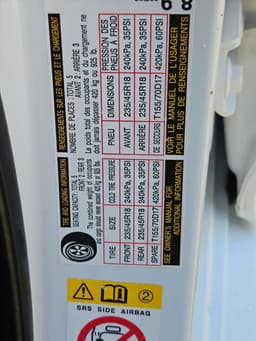 TIRE AND LOADING INFORMATION
SEATING CAPACITY: TOTAL 5
FRONT 2: REAR 3
The combined weight of occupants
and cargo should never exceed 420 kg or 925 lbs.
TIRE SIZE COLD TIRE PRESSURE
FRONT 235/45R18 240kPa, 35PSI
REAR 235/45R18 240kPa, 35PSI
SPARE T155/70D17 420kPa, 60PSI
SEE OWNER'S MANUAL FOR
ADDITIONAL INFORMATION
RENSEIGNEMENTS SUR LES PNEUS ET LE CHARGEMENT
NOMBRE DE PLACES: TOTAL 5
AVANT 2: ARRIÈRE 3
Le poids total des occupants et du chargement ne
doit jamais dépasser 420 kg ou 925 lb.
PNEU DIMENSIONS PRESSION DES PNEUS À FROID
AVANT 235/45R18 240kPa, 35PSI
ARRIÈRE 235/45R18 240kPa, 35PSI
DE SECOURS T155/70D17 420kPa, 60PSI
VOIR LE MANUEL DE L'USAGER
POUR PLUS DE RENSEIGNEMENTS
2
SRS SIDE AIRBAG